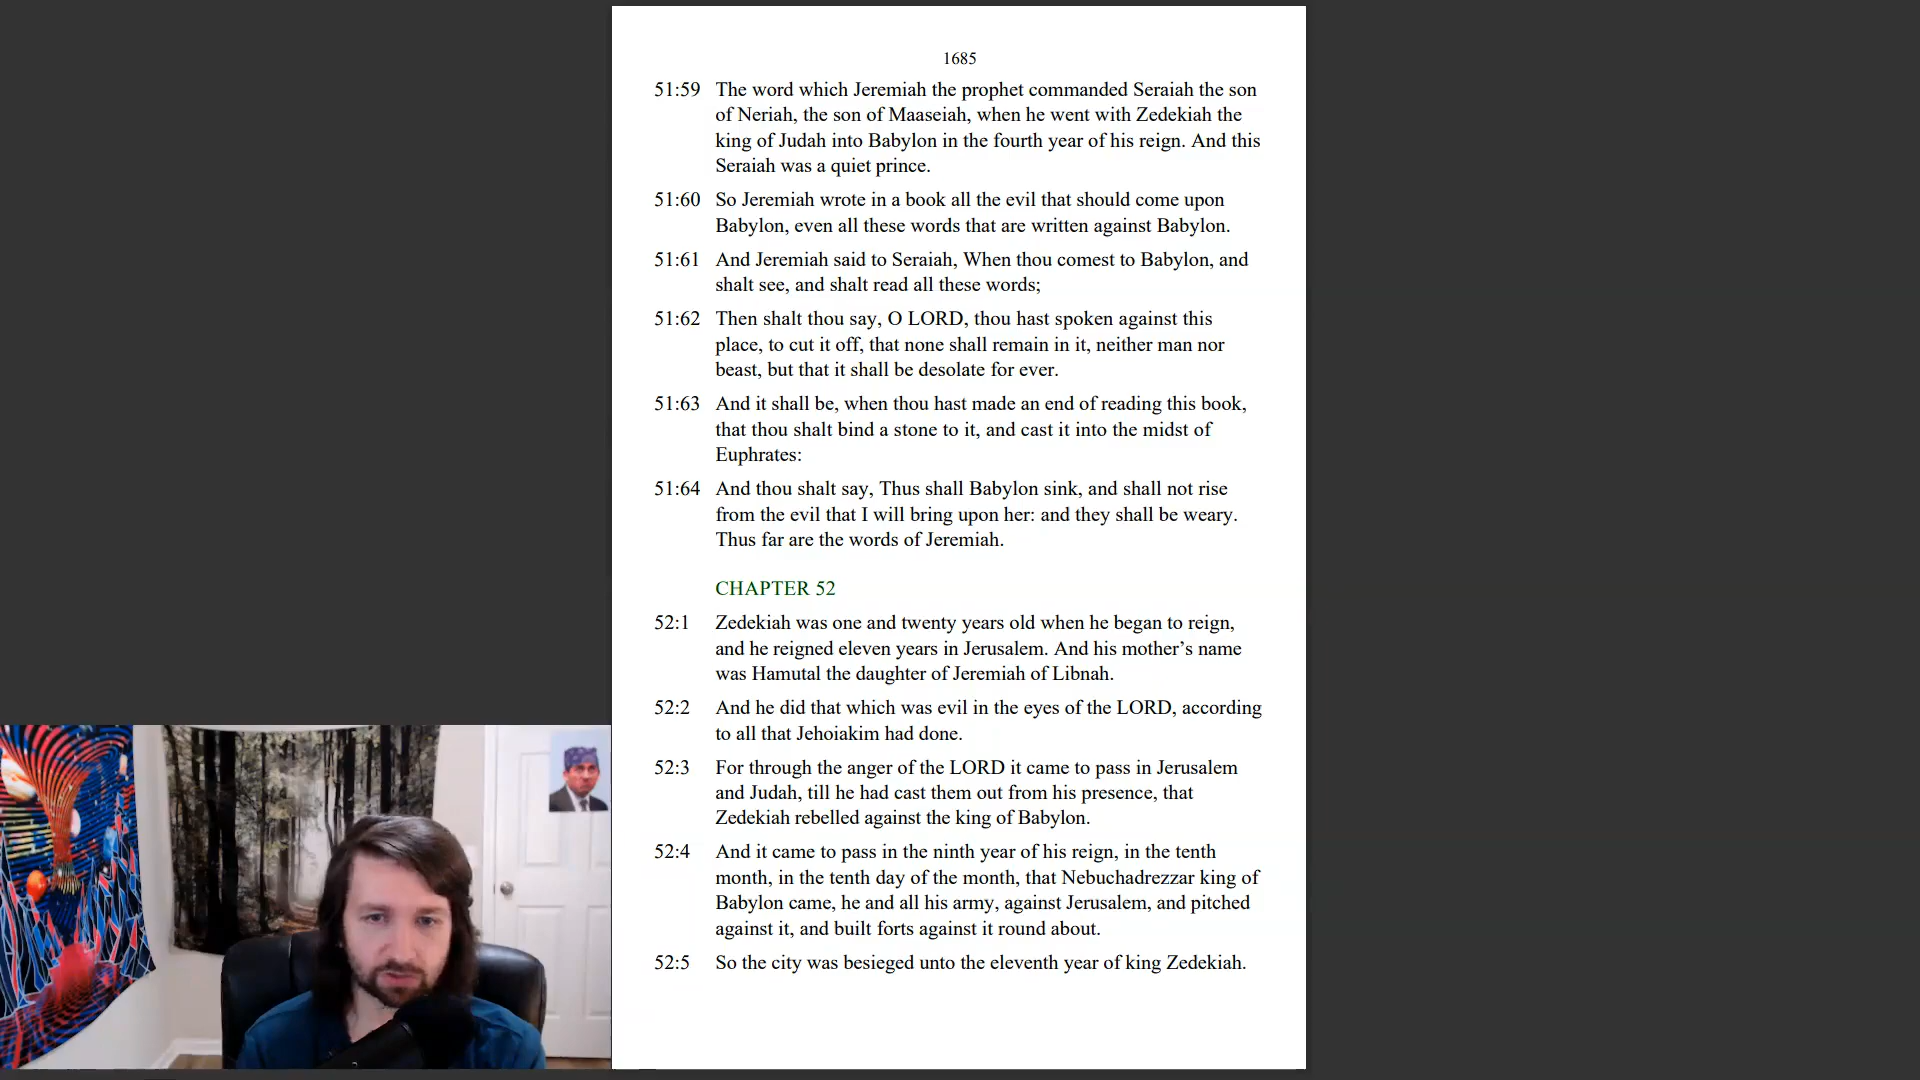 1685
51:59 The word which Jeremiah the prophet commanded Seraiah the son
of Neriah, the son of Maaseiah, when he went with Zedekiah the
king of Judah into Babylon in the fourth year of his reign. And this
Seraiah was a quiet prince.
51:60 So Jeremiah wrote in a book all the evil that should come upon
Babylon, even all these words that are written against Babylon.
51:61 And Jeremiah said to Seraiah, When thou comest to Babylon, and
shalt see, and shalt read all these words;
51:62 Then shalt thou say, O LORD, thou hast spoken against this
place, to cut it off, that none shall remain in it, neither man nor
beast, but that it shall be desolate for ever.
51:63 And it shall be, when thou hast made an end of reading this book,
that thou shalt bind a stone to it, and cast it into the midst of
Euphrates:
51:64 And thou shalt say, Thus shall Babylon sink, and shall not rise
from the evil that I will bring upon her: and they shall be weary.
Thus far are the words of Jeremiah.
CHAPTER 52
52:1 Zedekiah was one and twenty years old when he began to reign,
and he reigned eleven years in Jerusalem. And his mother’s name
was Hamutal the daughter of Jeremiah of Libnah.
52:2 And he did that which was evil in the eyes of the LORD, according
to all that Jehoiakim had done.
52:3 For through the anger of the LORD it came to pass in Jerusalem
and Judah, till he had cast them out from his presence, that
Zedekiah rebelled against the king of Babylon.
52:4 And it came to pass in the ninth year of his reign, in the tenth
month, in the tenth day of the month, that Nebuchadrezzar king of
Babylon came, he and all his army, against Jerusalem, and pitched
against it, and built forts against it round about.
52:5 So the city was besieged unto the eleventh year of king Zedekiah.